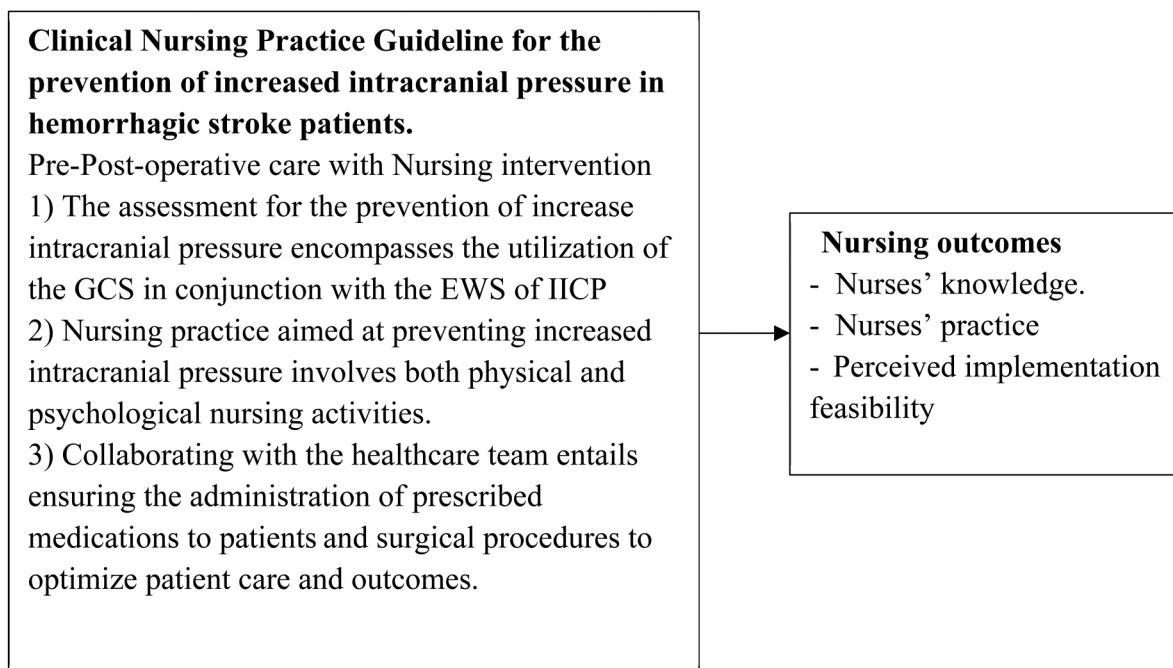 Clinical Nursing Practice Guideline for the
prevention of increased intracranial pressure in
hemorrhagic stroke patients.
Pre-Post-operative care with Nursing intervention
1) The assessment for the prevention of increase
intracranial pressure encompasses the utilization of
the GCS in conjunction with the EWS of IICP
2) Nursing practice aimed at preventing increased
intracranial pressure involves both physical and
psychological nursing activities.
3) Collaborating with the healthcare team entails
ensuring the administration of prescribed
medications to patients and surgical procedures to
optimize patient care and outcomes.
Nursing outcomes
- Nurses’ knowledge.
- Nurses’ practice
- Perceived implementation
feasibility